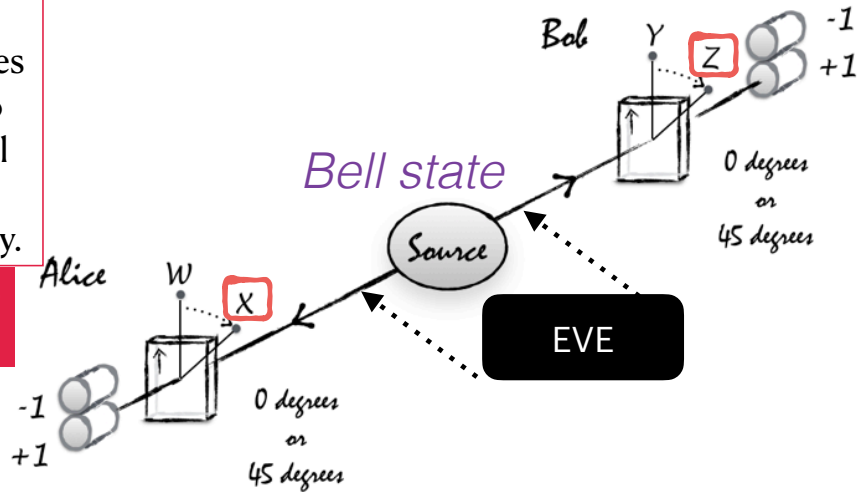 Bob
Y
Z
-1
+1
0 degrees
or
45 degrees
Bell state
Source
EVE
Alice
W
X
-1
+1
0 degrees
or
45 degrees